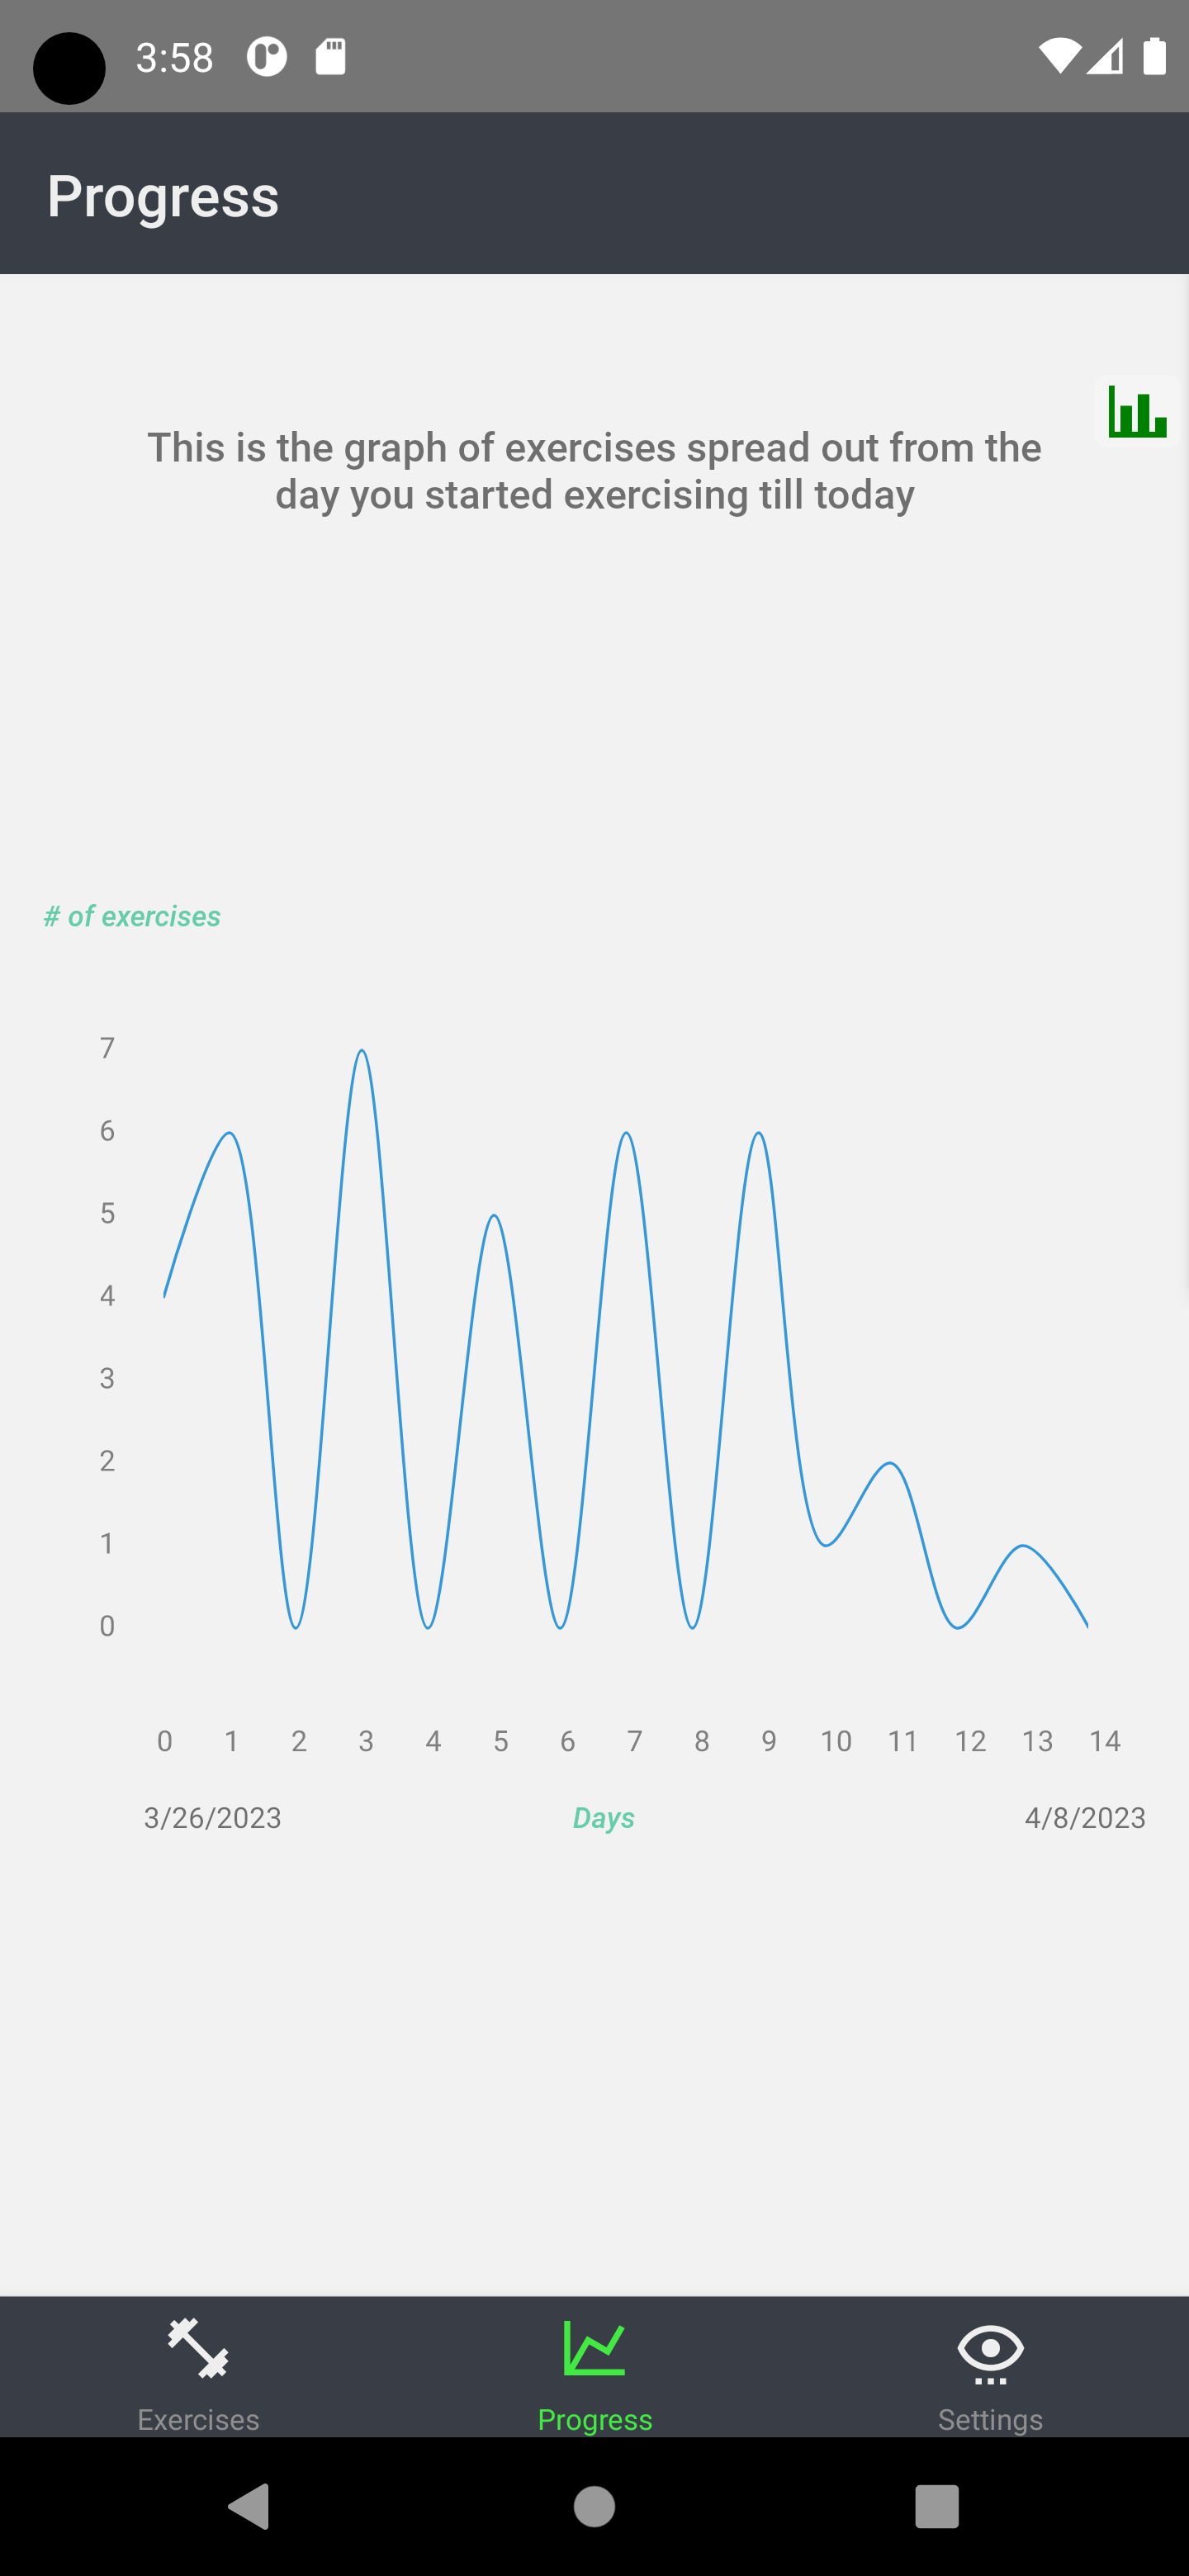 3:58
Progress
This is the graph of exercises spread out from the
day you started exercising till today
# of exercises
7
6
5
4
3
2
1
0
0 1 2 3 4 5 6 7 8 9 10 11 12 13 14
3/26/2023 Days 4/8/2023
Exercises Progress Settings